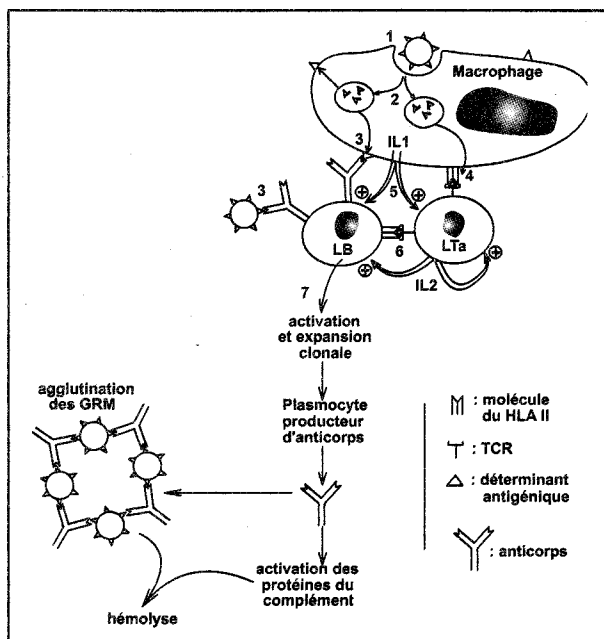 1
Macrophage
2
3
IL1
4
3
5
LB
6
LTa
IL2
7
activation
et expansion
clonale
agglutination
des GRM
Plasmocyte
producteur
d'anticorps
activation des
protéines du
complément
hémolyse
: molécule
du HLA II
: TCR
: déterminant
antigénique
: anticorps